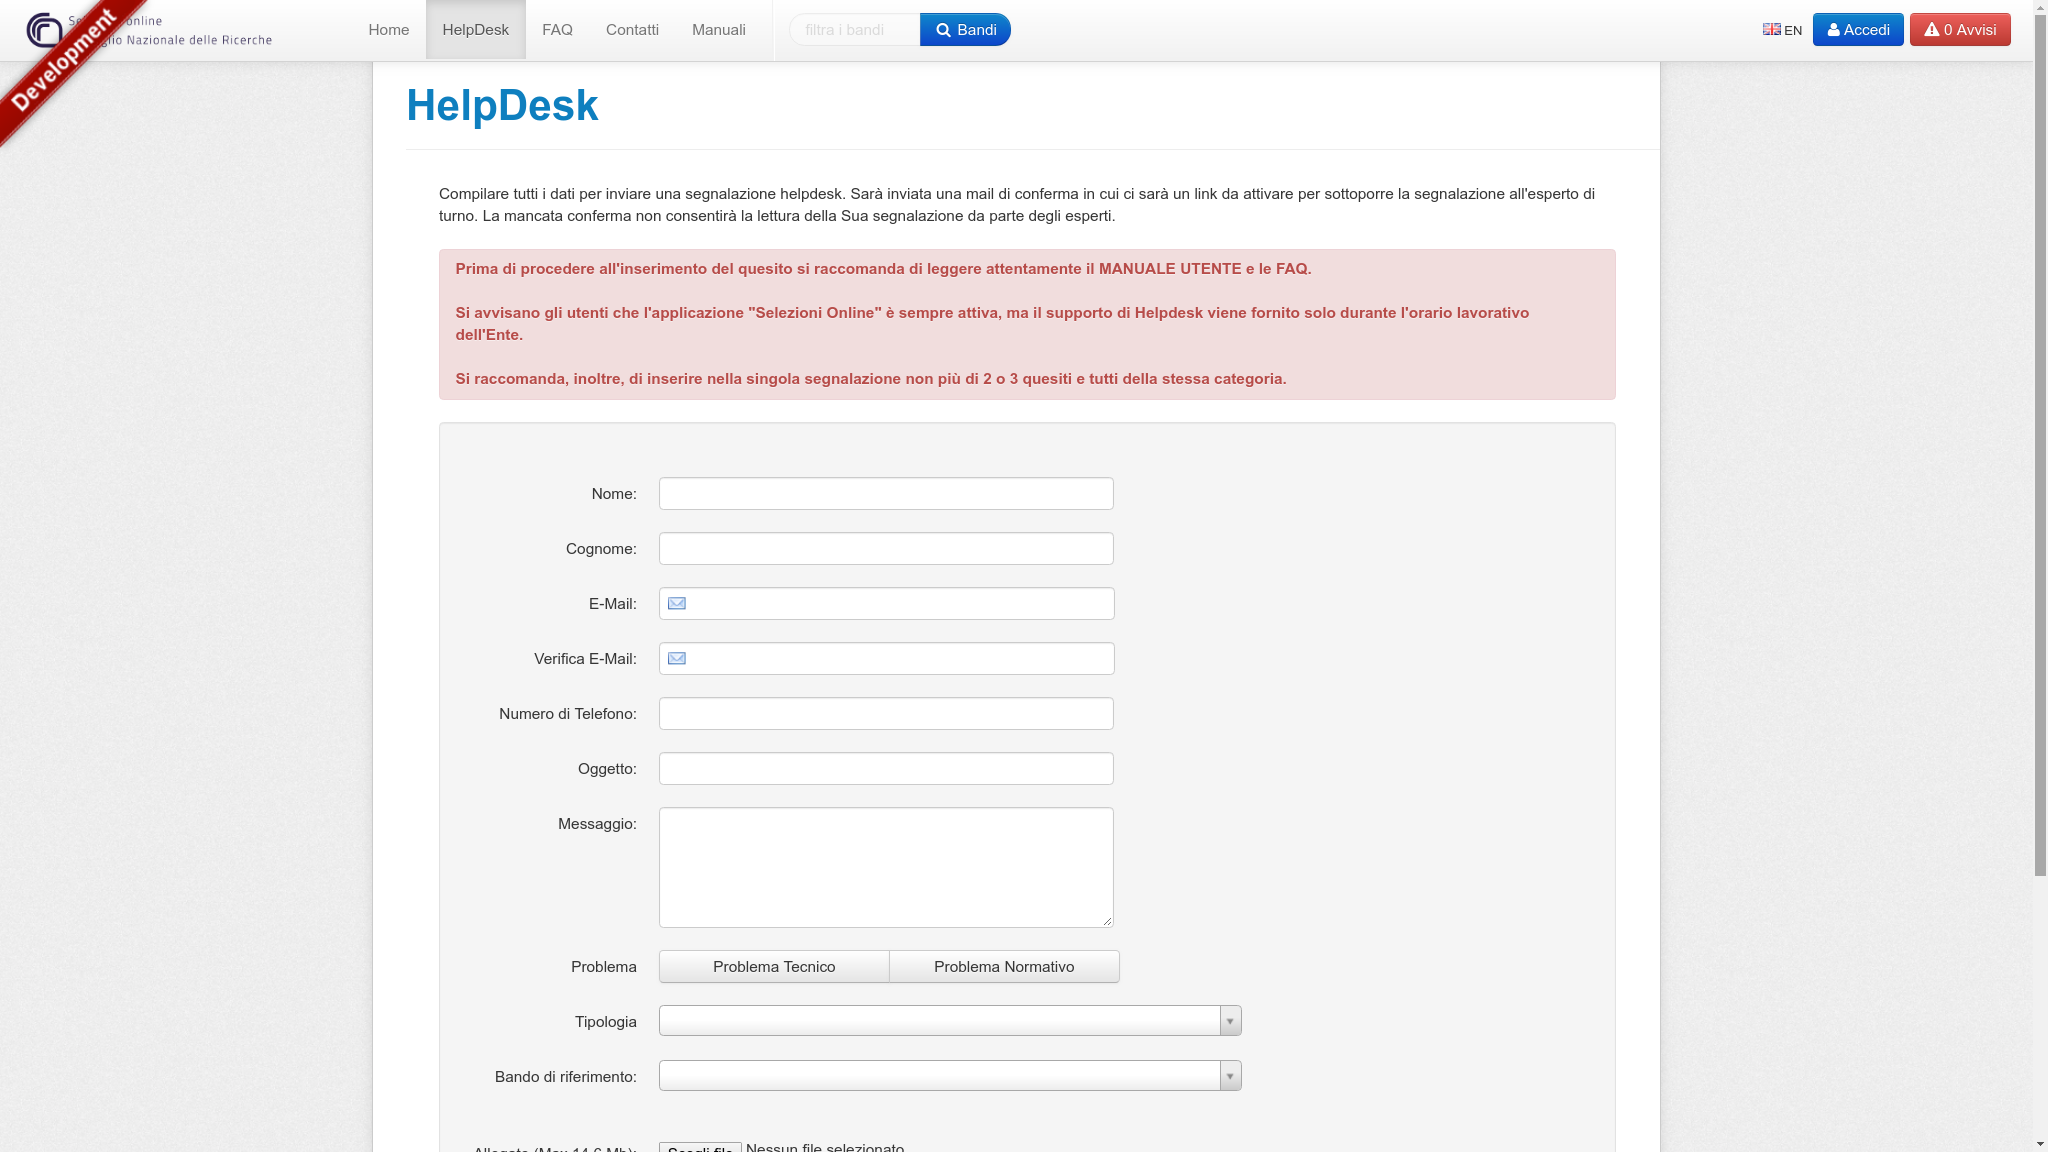 online
Nazionale delle Ricerche
Development
Home
HelpDesk
FAQ
Contatti
Manuali
filtra i bandi
Bandi
EN
Accedi
0 Avvisi
HelpDesk
Compilare tutti i dati per inviare una segnalazione helpdesk. Sarà inviata una mail di conferma in cui ci sarà un link da attivare per sottoporre la segnalazione all'esperto di
turno. La mancata conferma non consentirà la lettura della Sua segnalazione da parte degli esperti.
Prima di procedere all'inserimento del quesito si raccomanda di leggere attentamente il MANUALE UTENTE e le FAQ.
Si avvisano gli utenti che l'applicazione "Selezioni Online" è sempre attiva, ma il supporto di Helpdesk viene fornito solo durante l'orario lavorativo
dell'Ente.
Si raccomanda, inoltre, di inserire nella singola segnalazione non più di 2 o 3 quesiti e tutti della stessa categoria.
Nome:
Cognome:
E-Mail:
Verifica E-Mail:
Numero di Telefono:
Oggetto:
Messaggio:
Problema
Problema Tecnico
Problema Normativo
Tipologia
Bando di riferimento:
Allegato (Max 14,6 Mb):
Scegli file
Nessun file selezionato